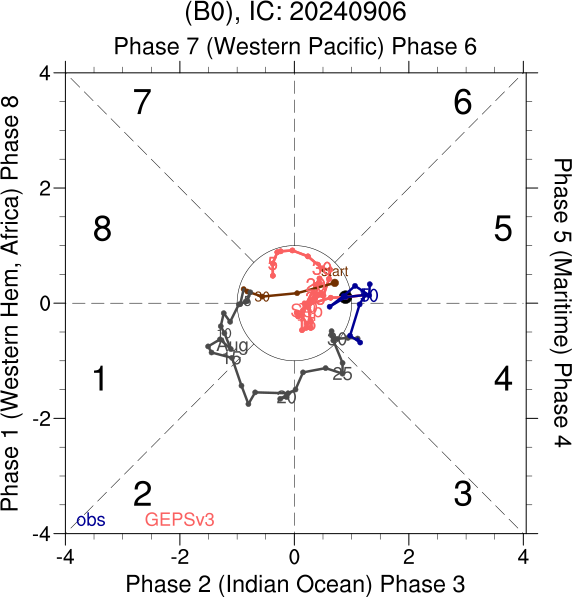 (B0), IC: 20240906
Phase 7 (Western Pacific) Phase 6
Phase 1 (Western Hem, Africa) Phase 8
Phase 5 (Maritime) Phase 4
4
2
0
-2
-4
7
6
8
5
1
4
2
3
5
start
30
Aug
15
20
25
obs
GEPSv3
-4
-2
0
2
4
Phase 2 (Indian Ocean) Phase 3